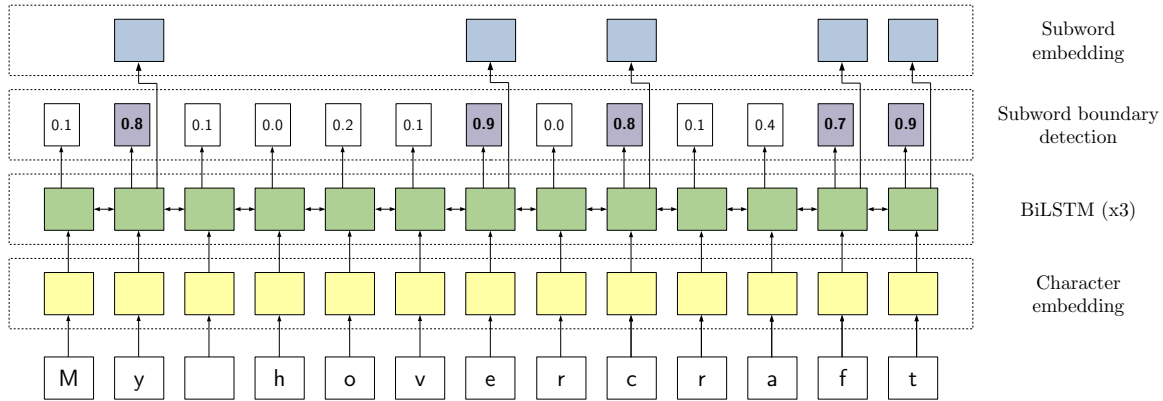 Subword
embedding
0.1 0.8 0.1 0.0 0.2 0.1 0.9 0.0 0.8 0.1 0.4 0.7 0.9
Subword boundary
detection
BiLSTM (x3)
Character
embedding
M y h o v e r c r a f t